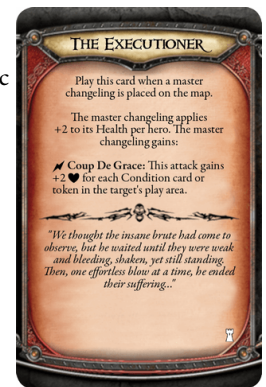 c
THE EXECUTIONER
Play this card when a master
changeling is placed on the map.
The master changeling applies
+2 to its Health per hero. The master
changeling gains:
Coup De Grace: This attack gains
+2 ♥ for each Condition card or
token in the target's play area.
"We thought the insane brute had come to
observe, but he waited until they were weak
and bleeding, shaken, yet still standing.
Then, one effortless blow at a time, he ended
their suffering..."